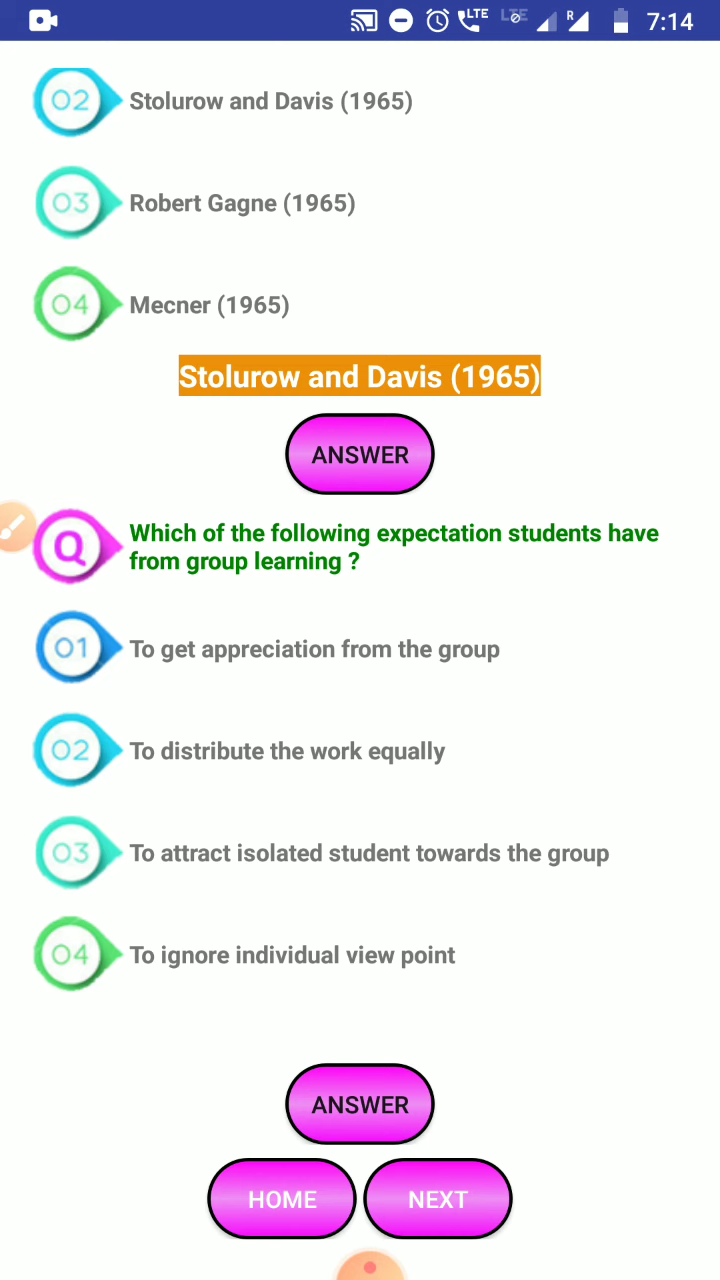 LTE LTE R 7:14
02 Stolurow and Davis (1965)
03 Robert Gagne (1965)
04 Mecner (1965)
Stolurow and Davis (1965)
ANSWER
Q Which of the following expectation students have
from group learning ?
01 To get appreciation from the group
02 To distribute the work equally
03 To attract isolated student towards the group
04 To ignore individual view point
ANSWER
HOME NEXT